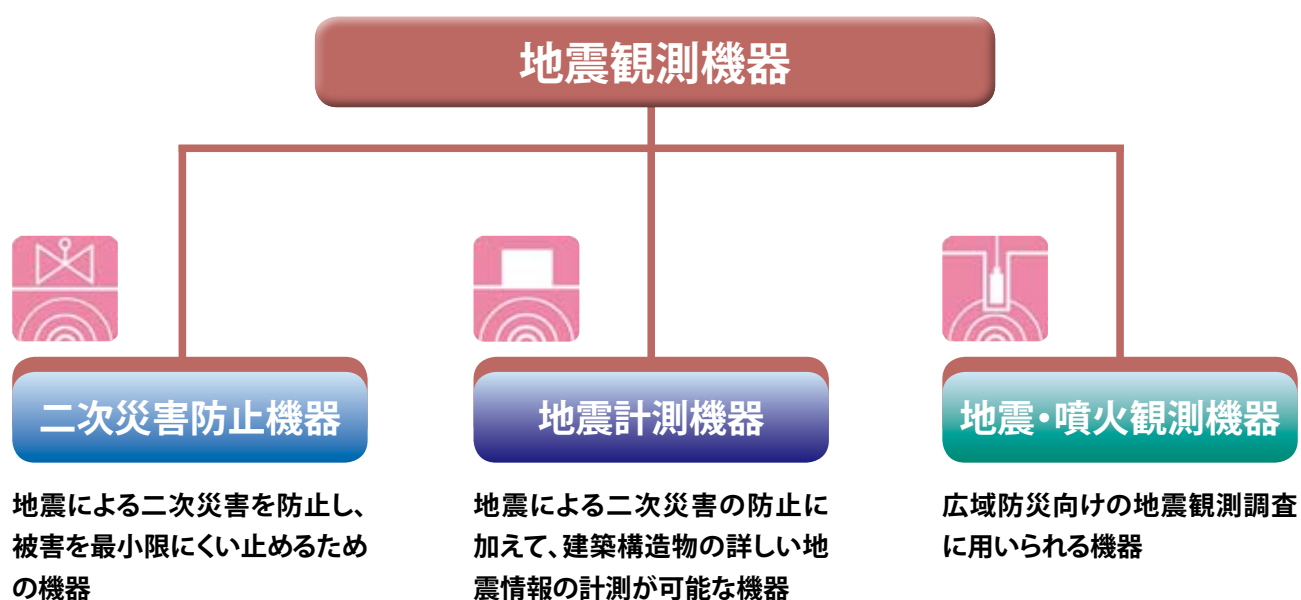 地震観測機器
二次災害防止機器
地震による二次災害を防止し、
被害を最小限にくい止めるため
の機器
地震計測機器
地震による二次災害の防止に
加えて、建築構造物の詳しい地
震情報の計測が可能な機器
地震・噴火観測機器
広域防災向けの地震観測調査
に用いられる機器